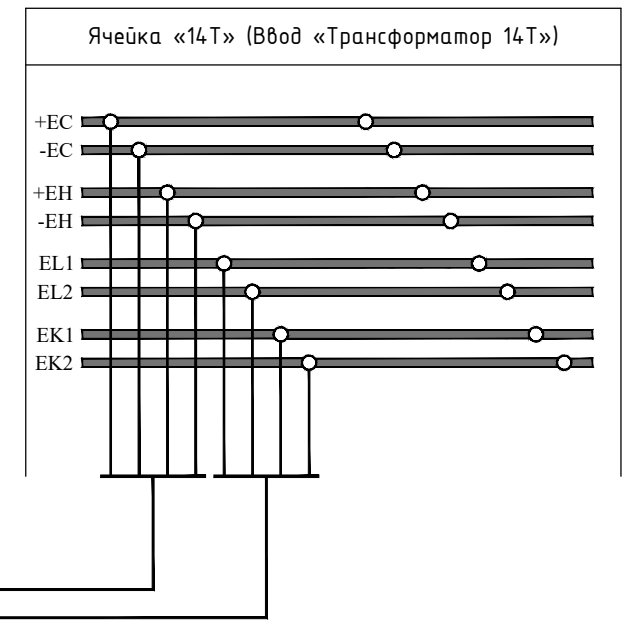 Ячейка «14Т» (Ввод «Трансформатор 14Т»)
+EC
-EC
+EH
-EH
EL1
EL2
EK1
EK2